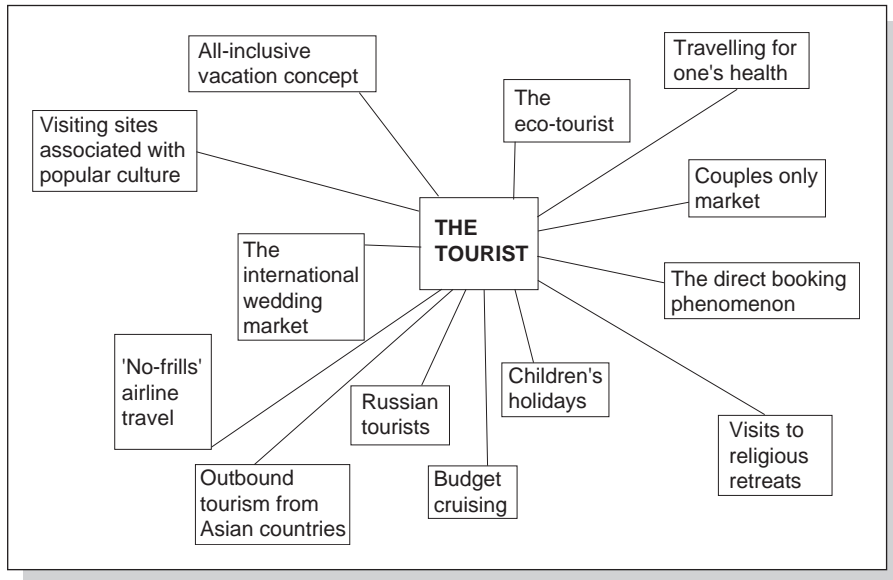 All-inclusive
vacation concept
Travelling for
one's health
The
eco-tourist
Visiting sites
associated with
popular culture
Couples only
market
THE
TOURIST
The
international
wedding
market
The direct booking
phenomenon
'No-frills'
airline
travel
Children's
holidays
Russian
tourists
Visits to
religious
retreats
Outbound
tourism from
Asian countries
Budget
cruising